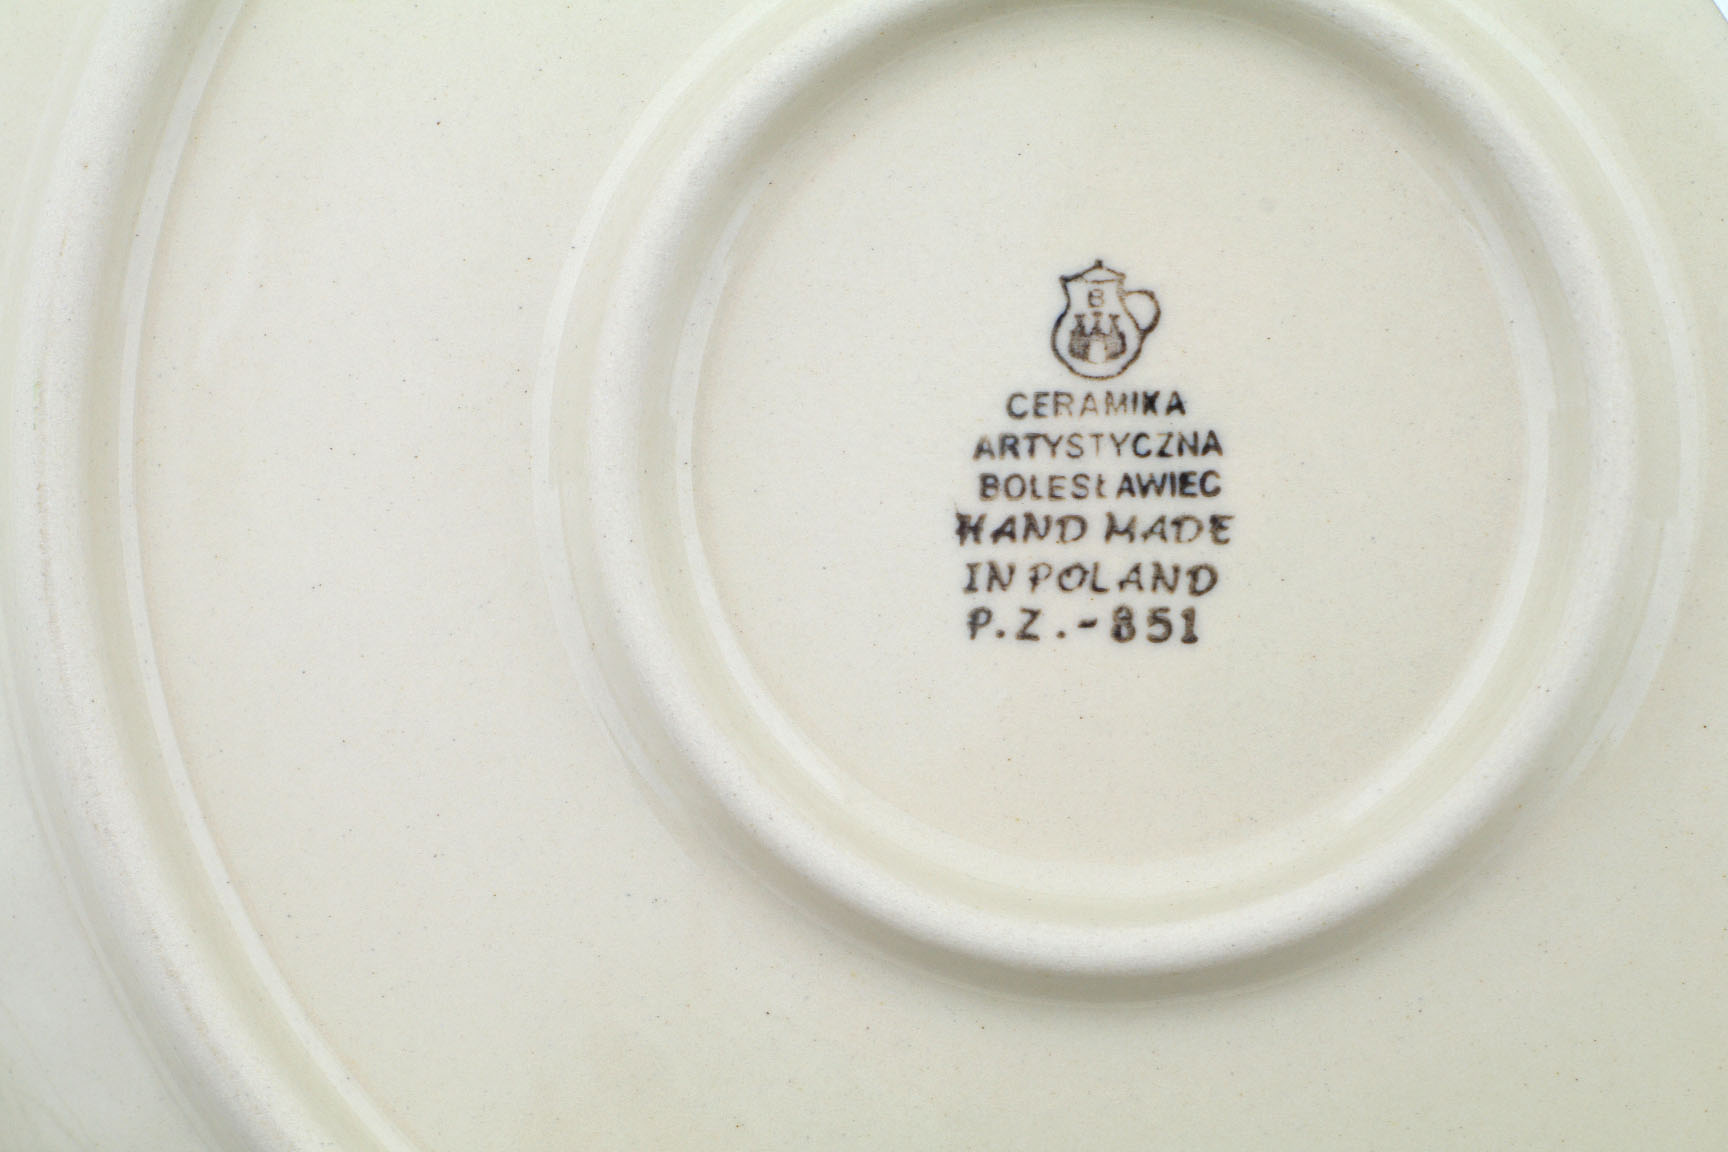 B
CERAMIKA
ARTYSTYCZNA
BOLESŁAWIEC
HAND MADE
IN POLAND
P.Z.-851